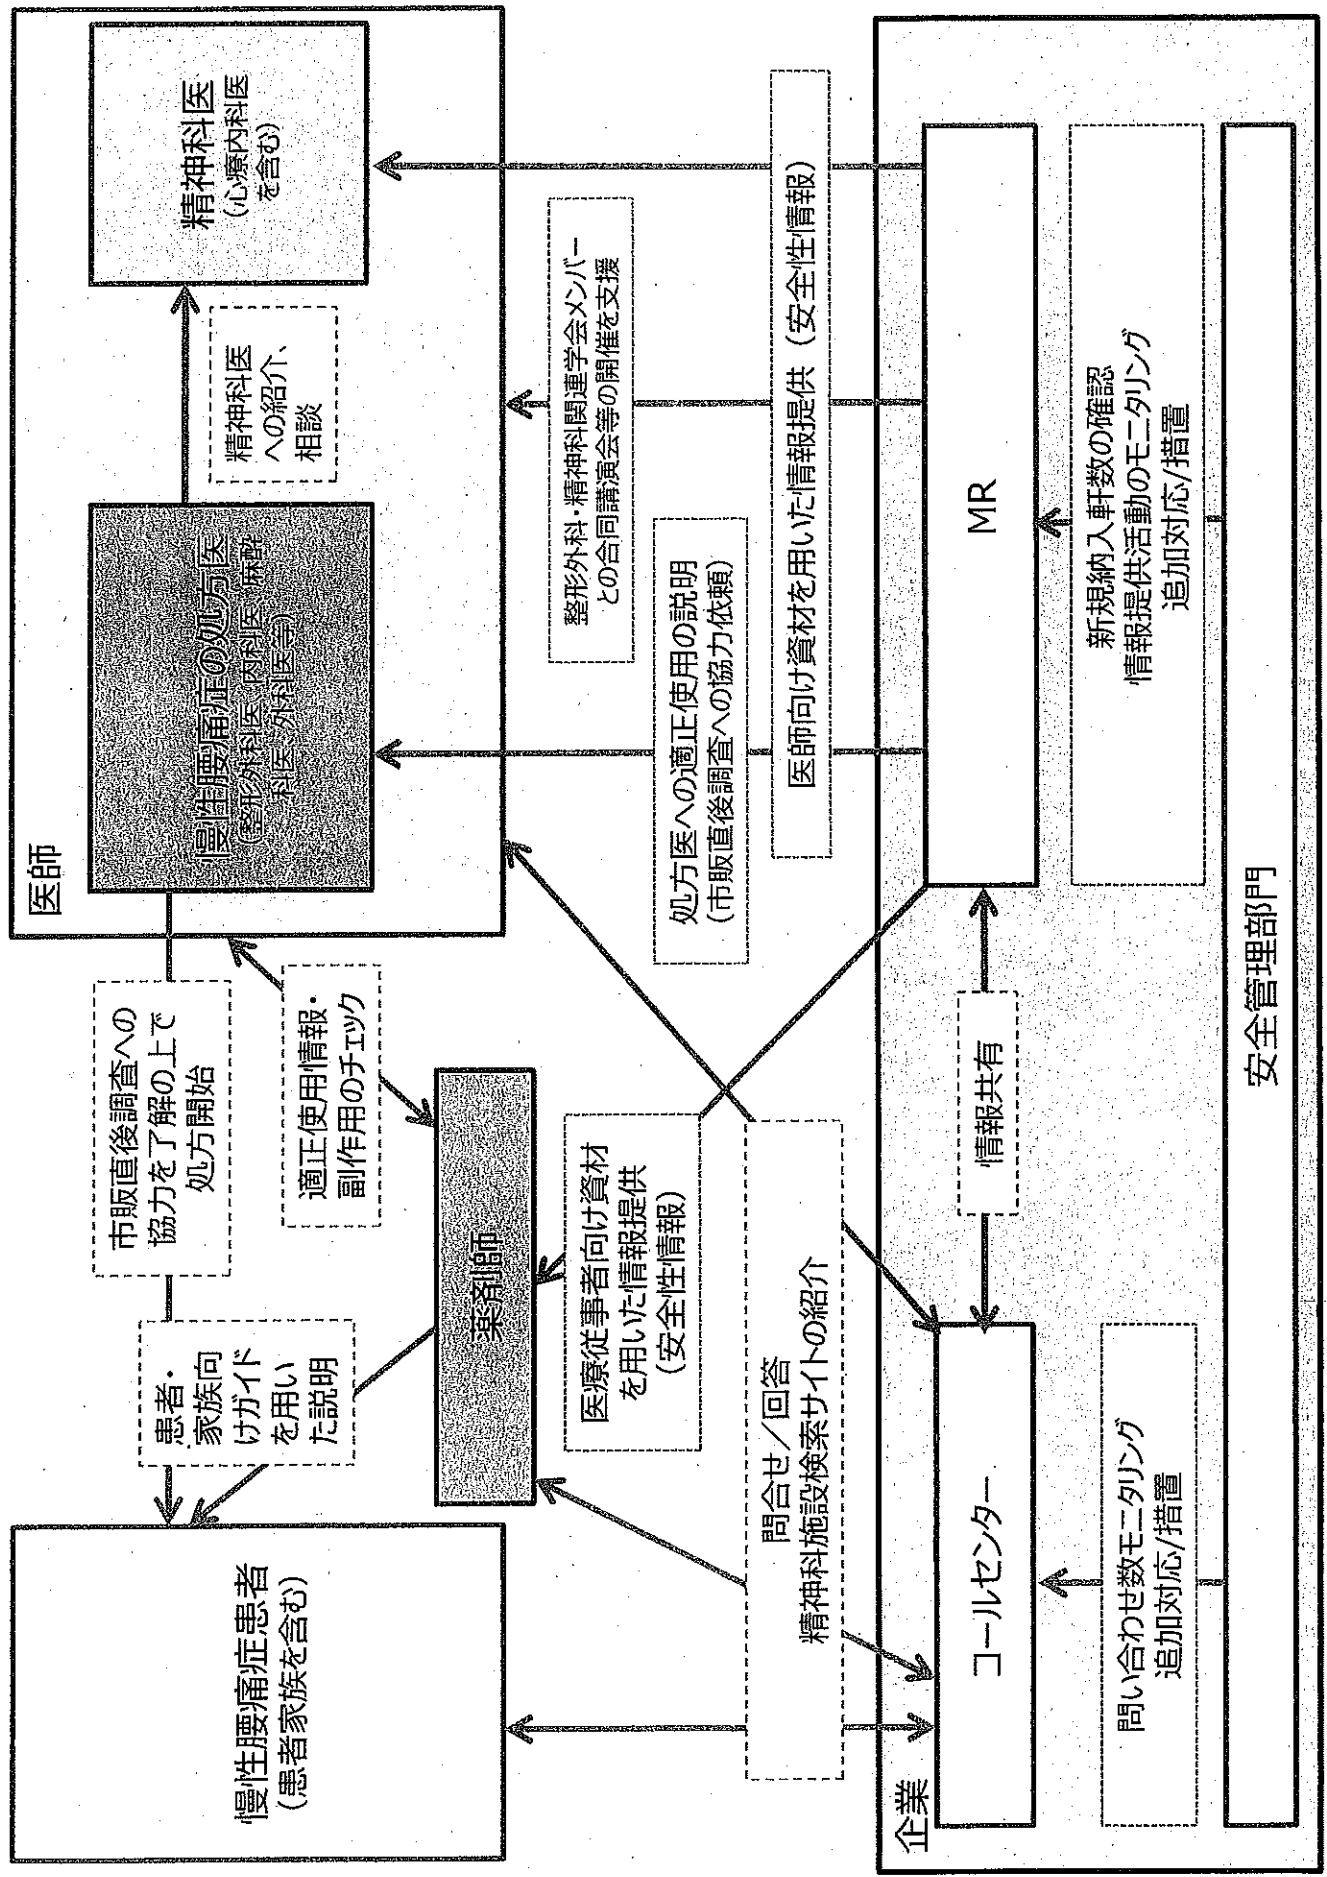 慢性腰痛症患者
(患者家族を含む)
市販直後調査への
協力を了解の上で
処方開始
患者・
家族向
けガイド
を用い
た説明
適正使用情報・
副作用のチェック
薬剤師
医師
慢性腰痛症の処方医
(整形外科医、内科医、麻酔
科医、外科医等)
精神科医
への紹介、
相談
精神科医
(心療内科医
を含む)
医療従事者向け資材
を用いた情報提供
(安全性情報)
問合せ/回答
精神科施設検索サイトの紹介
処方医への適正使用の説明
(市販直後調査への協力依頼)
整形外科・精神科関連学会メンバー
との合同講演会等の開催を支援
医師向け資材を用いた情報提供(安全性情報)
企業
コールセンター
情報共有
MR
問い合わせ数モニタリング
追加対応/措置
新規納入軒数の確認
情報提供活動のモニタリング
追加対応/措置
安全管理部門